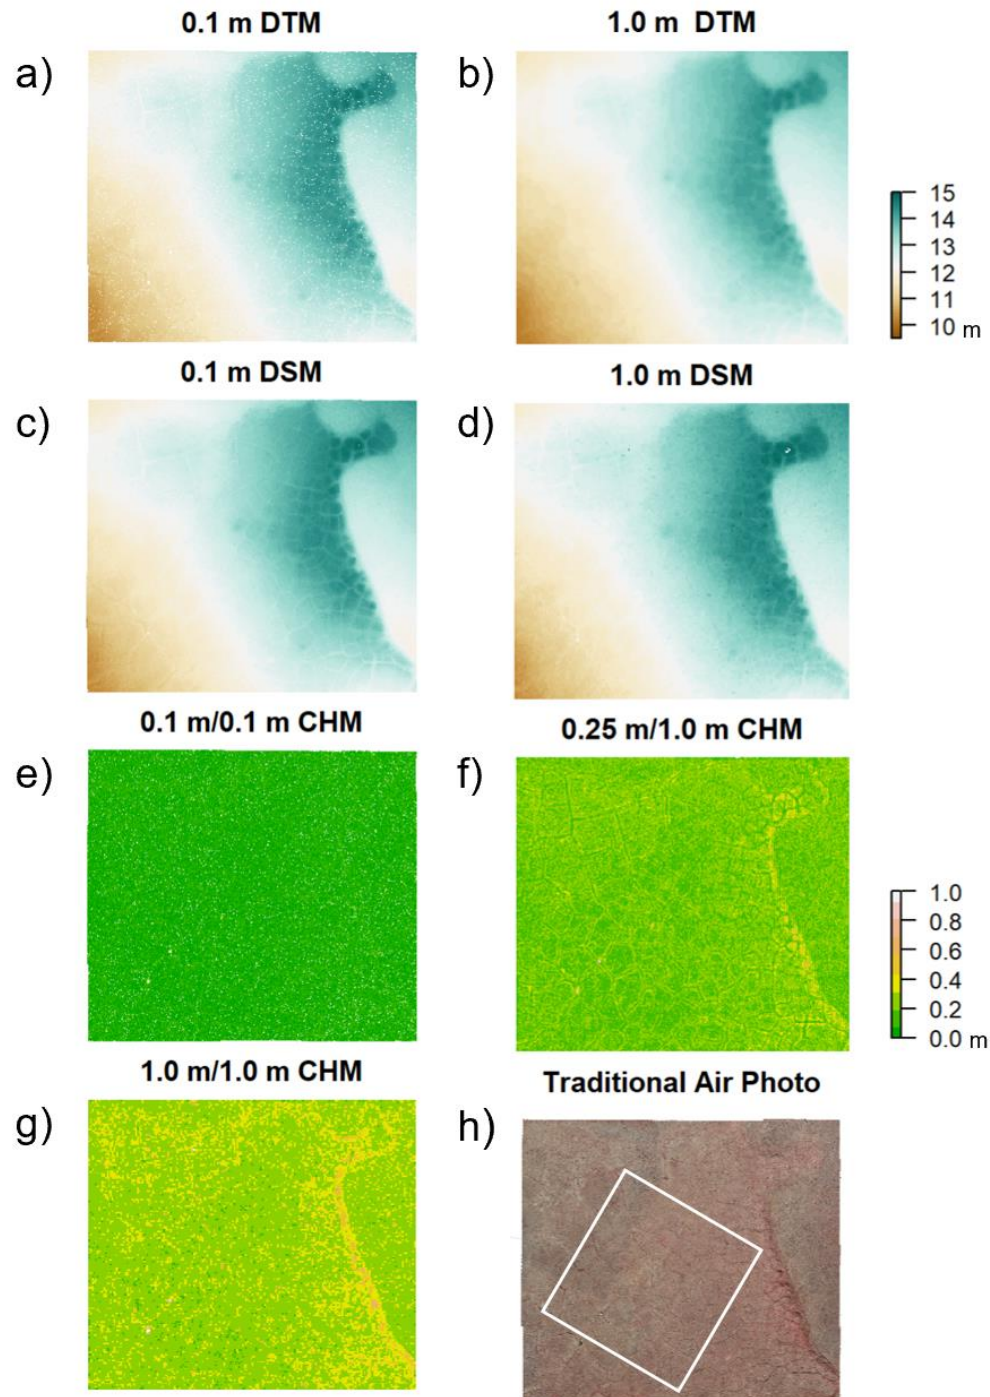 0.1 m DTM
1.0 m DTM
a)
b)
15
14
13
12
11
10 m
0.1 m DSM
1.0 m DSM
c)
d)
0.1 m/0.1 m CHM
0.25 m/1.0 m CHM
e)
f)
1.0
0.8
0.6
0.4
0.2
0.0 m
1.0 m/1.0 m CHM
Traditional Air Photo
g)
h)